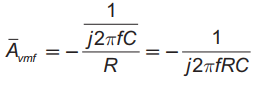 Ā_vmf = − (1 / j2πfC) / R = − 1 / j2πfRC